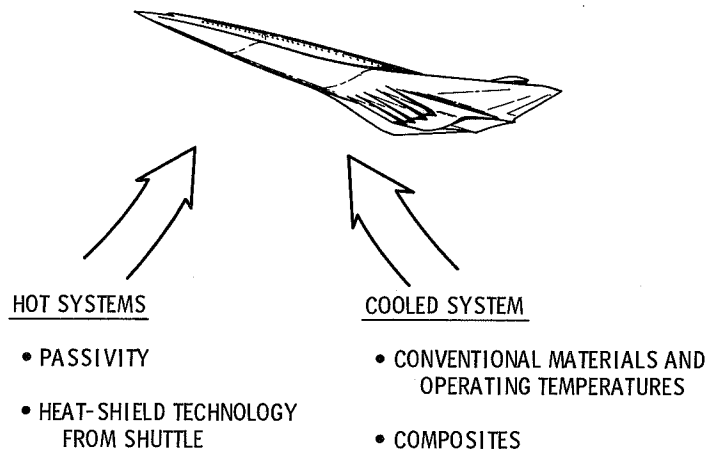 HOT SYSTEMS
• PASSIVITY
• HEAT-SHIELD TECHNOLOGY
FROM SHUTTLE
COOLED SYSTEM
• CONVENTIONAL MATERIALS AND
OPERATING TEMPERATURES
• COMPOSITES